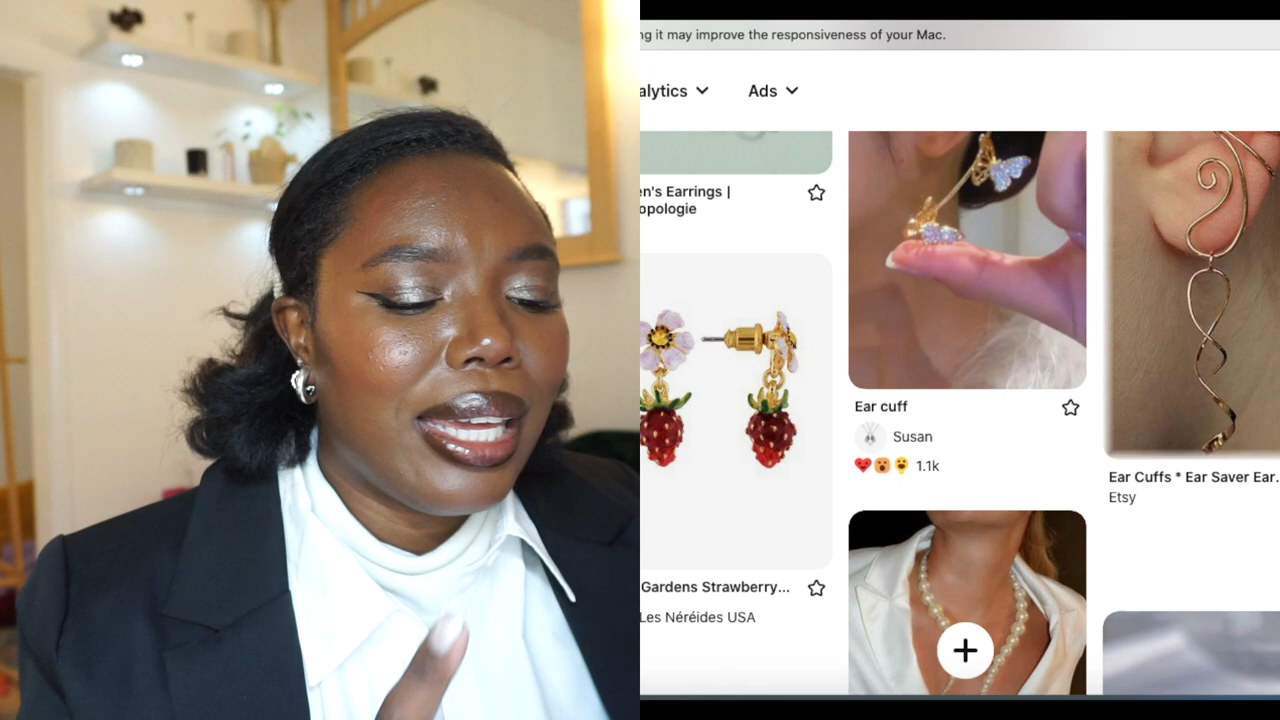 ng it may improve the responsiveness of your Mac.
alytics
Ads
en's Earrings |
opologie
Gardens Strawberry...
Les Néréides USA
Ear cuff
Susan
1.1k
Ear Cuffs * Ear Saver Ear.
Etsy